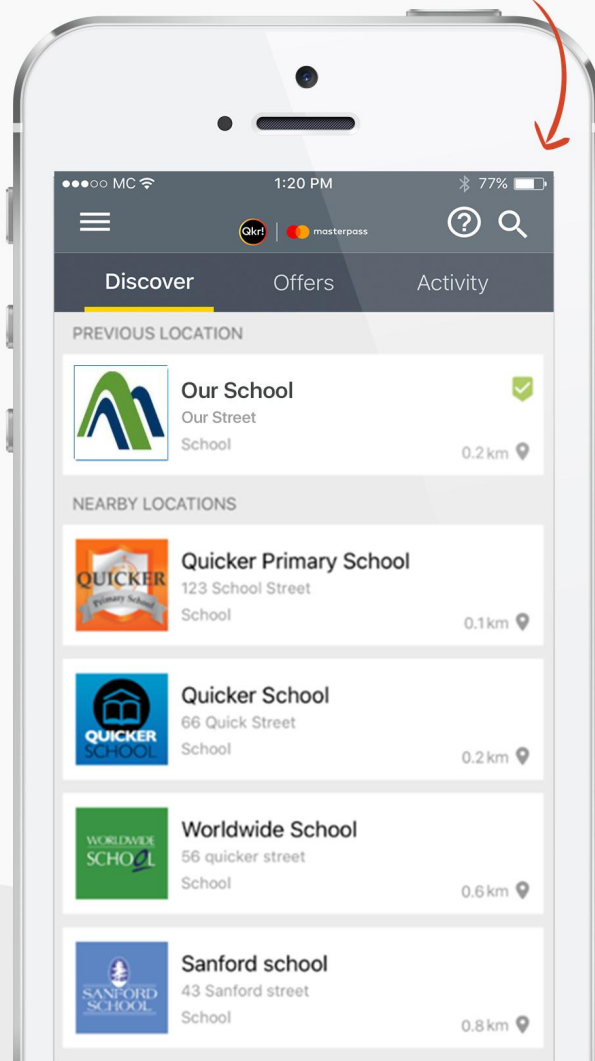 MC 1:20 PM 77%
Qkr! masterpass
Discover Offers Activity
PREVIOUS LOCATION
Our School
Our Street
School
0.2 km
NEARBY LOCATIONS
QUICKER
Primary School
Quicker Primary School
123 School Street
School
0.1 km
QUICKER
SCHOOL
Quicker School
66 Quick Street
School
0.2 km
WORLDWIDE
SCHOOL
Worldwide School
56 quicker street
School
0.6 km
SANFORD
SCHOOL
Sanford school
43 Sanford street
School
0.8 km